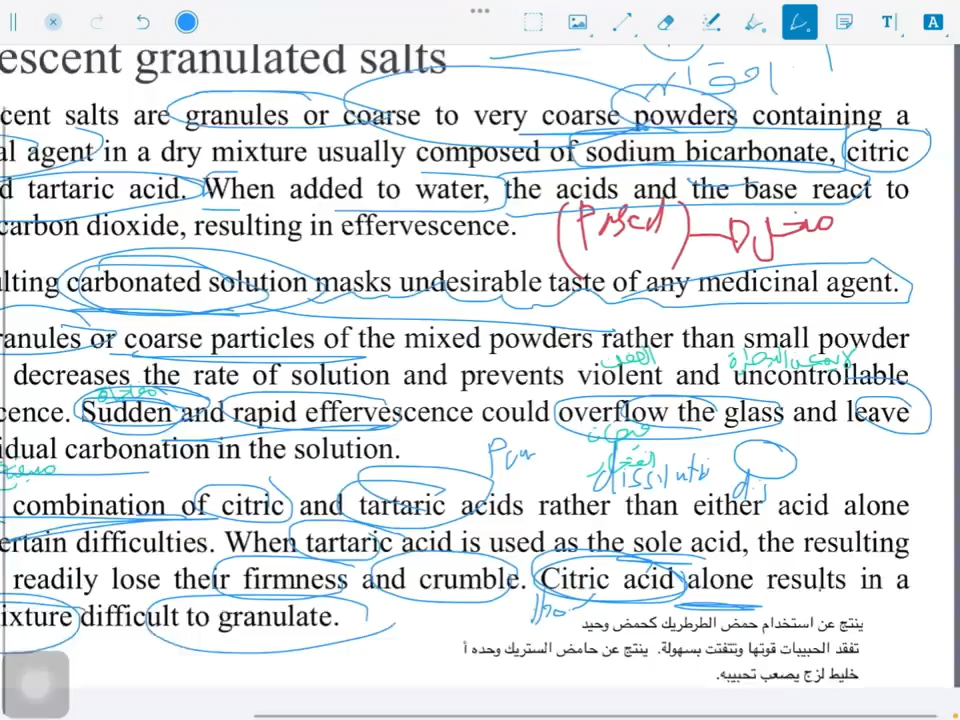 escent granulated salts
cent salts are granules or coarse to very coarse powders containing a
al agent in a dry mixture usually composed of sodium bicarbonate, citric
d tartaric acid. When added to water, the acids and the base react to
carbon dioxide, resulting in effervescence.
lting carbonated solution masks undesirable taste of any medicinal agent.
ranules or coarse particles of the mixed powders rather than small powder
decreases the rate of solution and prevents violent and uncontrollable
cence. Sudden and rapid effervescence could overflow the glass and leave
idual carbonation in the solution.
combination of citric and tartaric acids rather than either acid alone
ertain difficulties. When tartaric acid is used as the sole acid, the resulting
readily lose their firmness and crumble. Citric acid alone results in a
ixture difficult to granulate.
ينتج عن استخدام حمض الطرطريك كحمض وحيد
تفقد الحبيبات قوتها وتتفتت بسهولة. ينتج عن حامض الستريك وحده أ
خليط لزج يصعب تحبيبه.